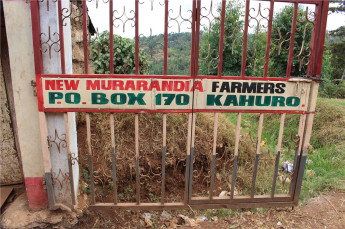 NEW MURARANDIA FARMERS
P.O. BOX 170 KAHURO.